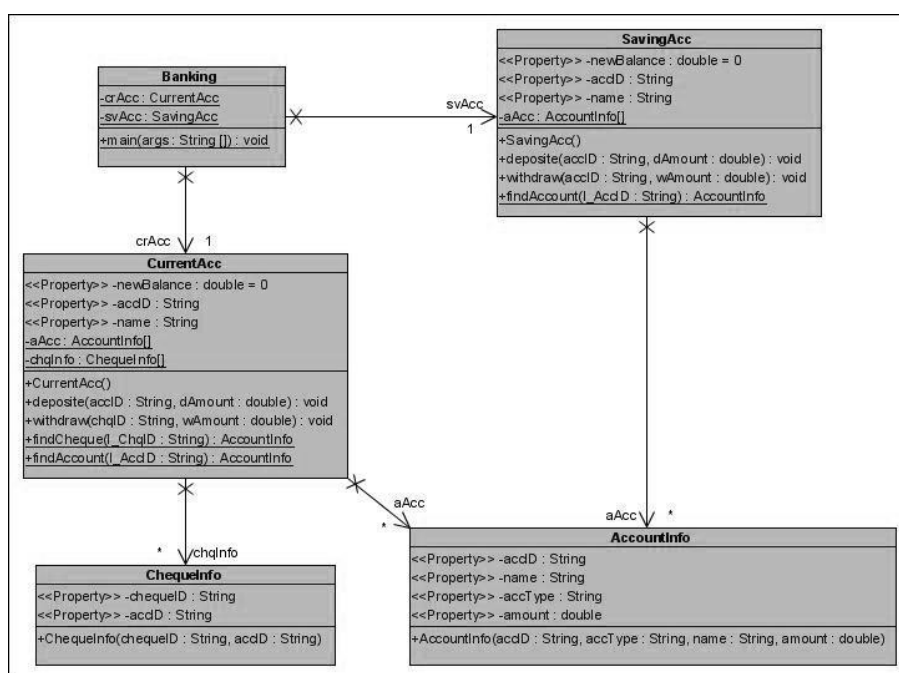 Banking
-crAcc : CurrentAcc
-svAcc : SavingAcc
+main(args : String []) : void
svAcc
1
SavingAcc
<<Property>> -newBalance : double = 0
<<Property>> -accID : String
<<Property>> -name : String
-aAcc : AccountInfo[]
+SavingAcc()
+deposite(accID : String, dAmount : double) : void
+withdraw(accID : String, wAmount : double) : void
+findAccount(l_AccID : String) : AccountInfo
crAcc
1
CurrentAcc
<<Property>> -newBalance : double = 0
<<Property>> -accID : String
<<Property>> -name : String
-aAcc : AccountInfo[]
-chqInfo : ChequeInfo[]
+CurrentAcc()
+deposite(accID : String, dAmount : double) : void
+withdraw(chqID : String, wAmount : double) : void
+findCheque(l_ChqID : String) : AccountInfo
+findAccount(l_AccID : String) : AccountInfo
aAcc
*
aAcc
*
*
chqInfo
ChequeInfo
<<Property>> -chequeID : String
<<Property>> -accID : String
+ChequeInfo(chequeID : String, accID : String)
AccountInfo
<<Property>> -accID : String
<<Property>> -name : String
<<Property>> -accType : String
<<Property>> -amount : double
+AccountInfo(accID : String, accType : String, name : String, amount : double)